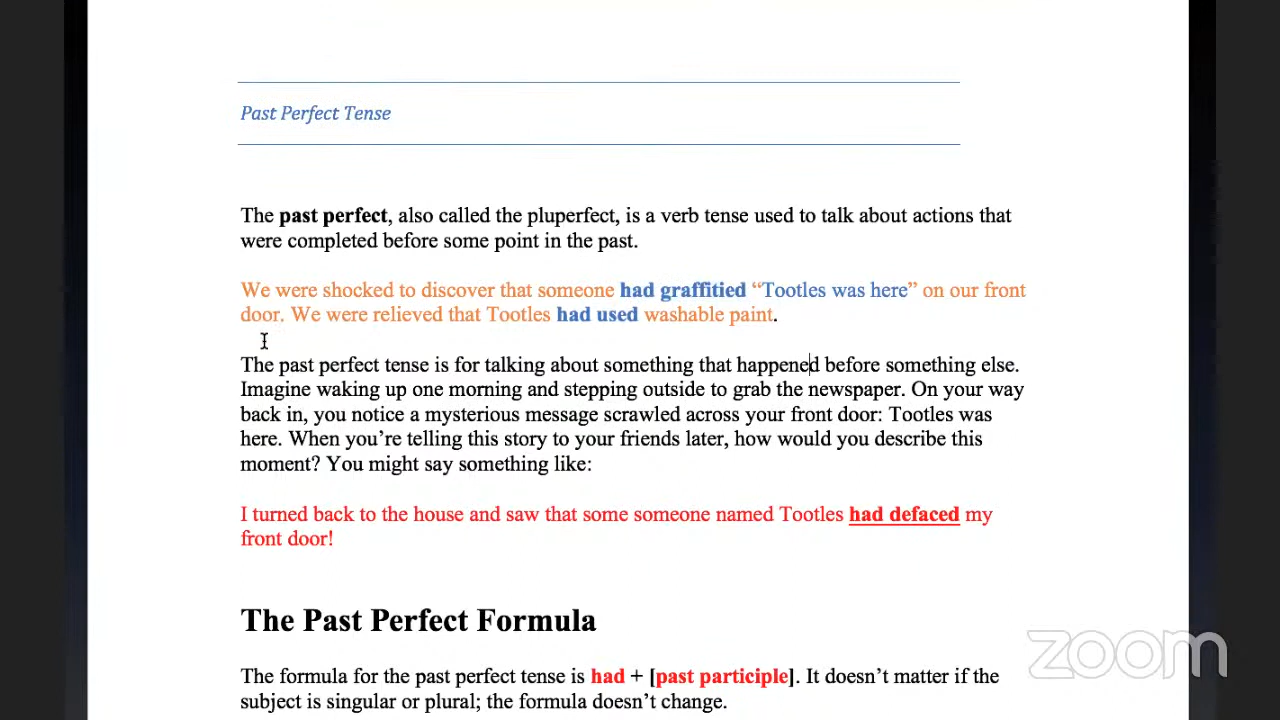 Past Perfect Tense
The past perfect, also called the pluperfect, is a verb tense used to talk about actions that
were completed before some point in the past.
We were shocked to discover that someone had graffitied “Tootles was here” on our front
door. We were relieved that Tootles had used washable paint.
The past perfect tense is for talking about something that happened before something else.
Imagine waking up one morning and stepping outside to grab the newspaper. On your way
back in, you notice a mysterious message scrawled across your front door: Tootles was
here. When you’re telling this story to your friends later, how would you describe this
moment? You might say something like:
I turned back to the house and saw that some someone named Tootles had defaced my
front door!
The Past Perfect Formula
The formula for the past perfect tense is had + [past participle]. It doesn’t matter if the
subject is singular or plural; the formula doesn’t change.
zoom